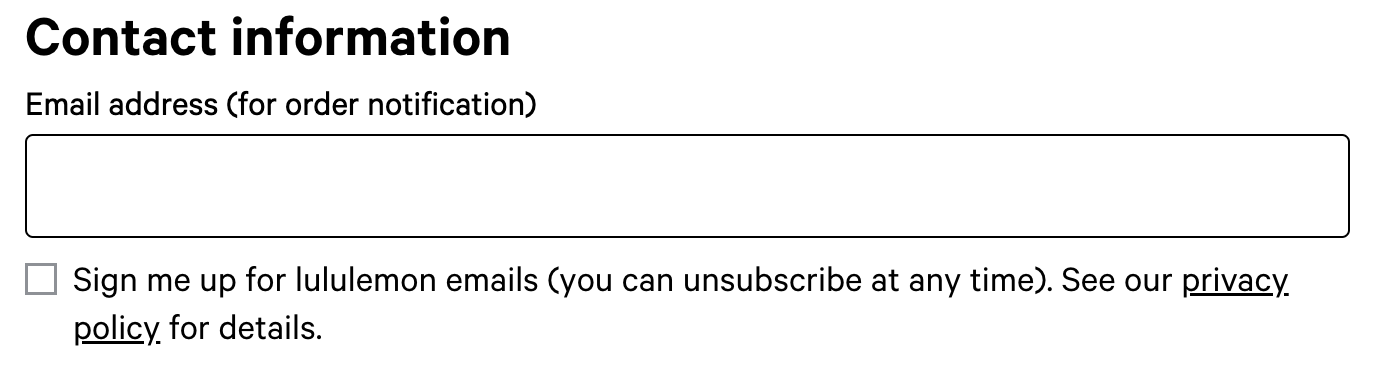 Contact information
Email address (for order notification)
Sign me up for lululemon emails (you can unsubscribe at any time). See our privacy
policy for details.